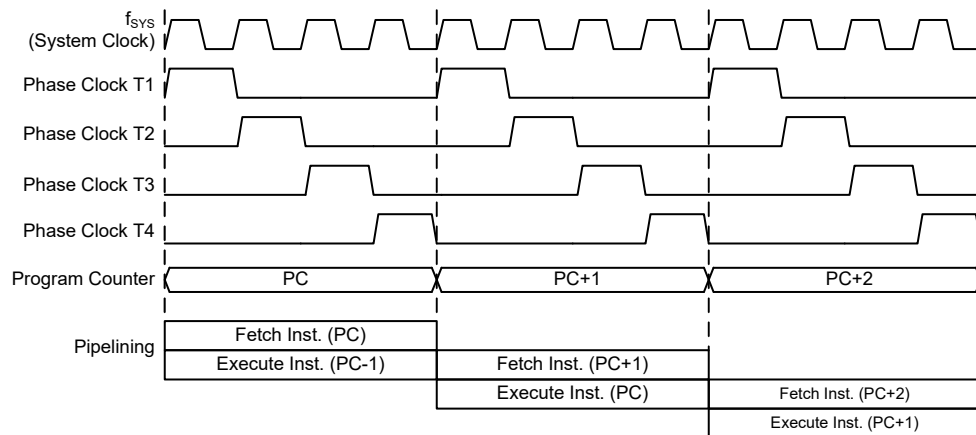 fSYS
(System Clock)
Phase Clock T1
Phase Clock T2
Phase Clock T3
Phase Clock T4
Program Counter
PC
PC+1
PC+2
Pipelining
Fetch Inst. (PC)
Execute Inst. (PC-1)
Fetch Inst. (PC+1)
Execute Inst. (PC)
Fetch Inst. (PC+2)
Execute Inst. (PC+1)